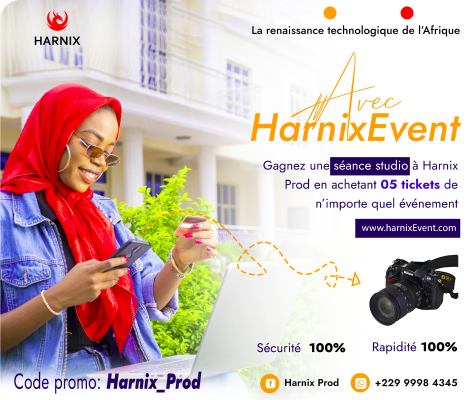 HARNIX
La renaissance technologique de l'Afrique
Avec
HarnixEvent
Gagnez une séance studio à Harnix
Prod en achetant 05 tickets de
n'importe quel événement
www.harnixEvent.com
Sécurité 100%
Rapidité 100%
Code promo: Harnix_Prod
Harnix Prod
+229 9998 4345